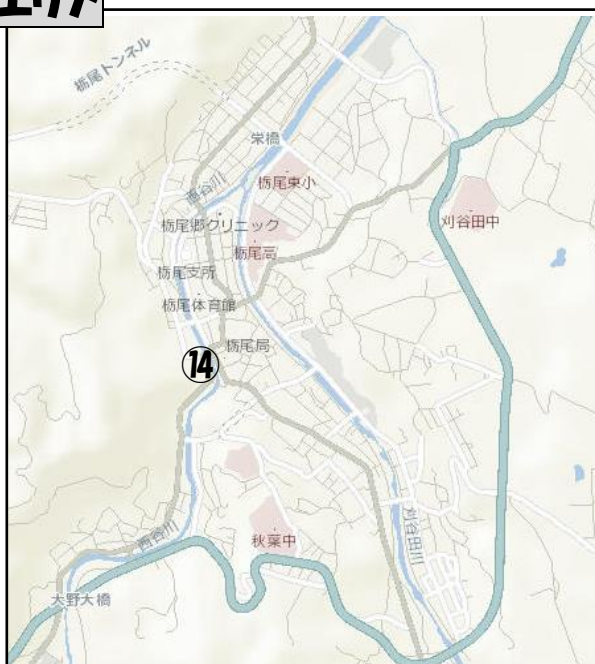 エリア
栃尾トンネル
栄橋
栃尾東小
西谷川
刈谷田中
栃尾郷クリニック
栃尾高
栃尾支所
栃尾体育館
栃尾局
⑭
秋葉中
刈谷田川
西谷川
大野大橋